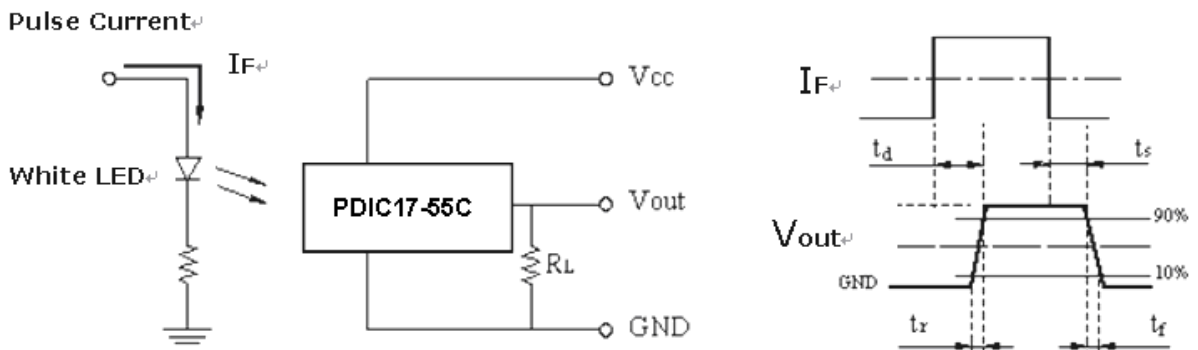 Pulse Current↵
IF↵
Vcc
White LED↵
PDIC17-55C
Vout
RL
GND
IF↵
td
ts
Vout↵
90%
10%
GND
tr
tf